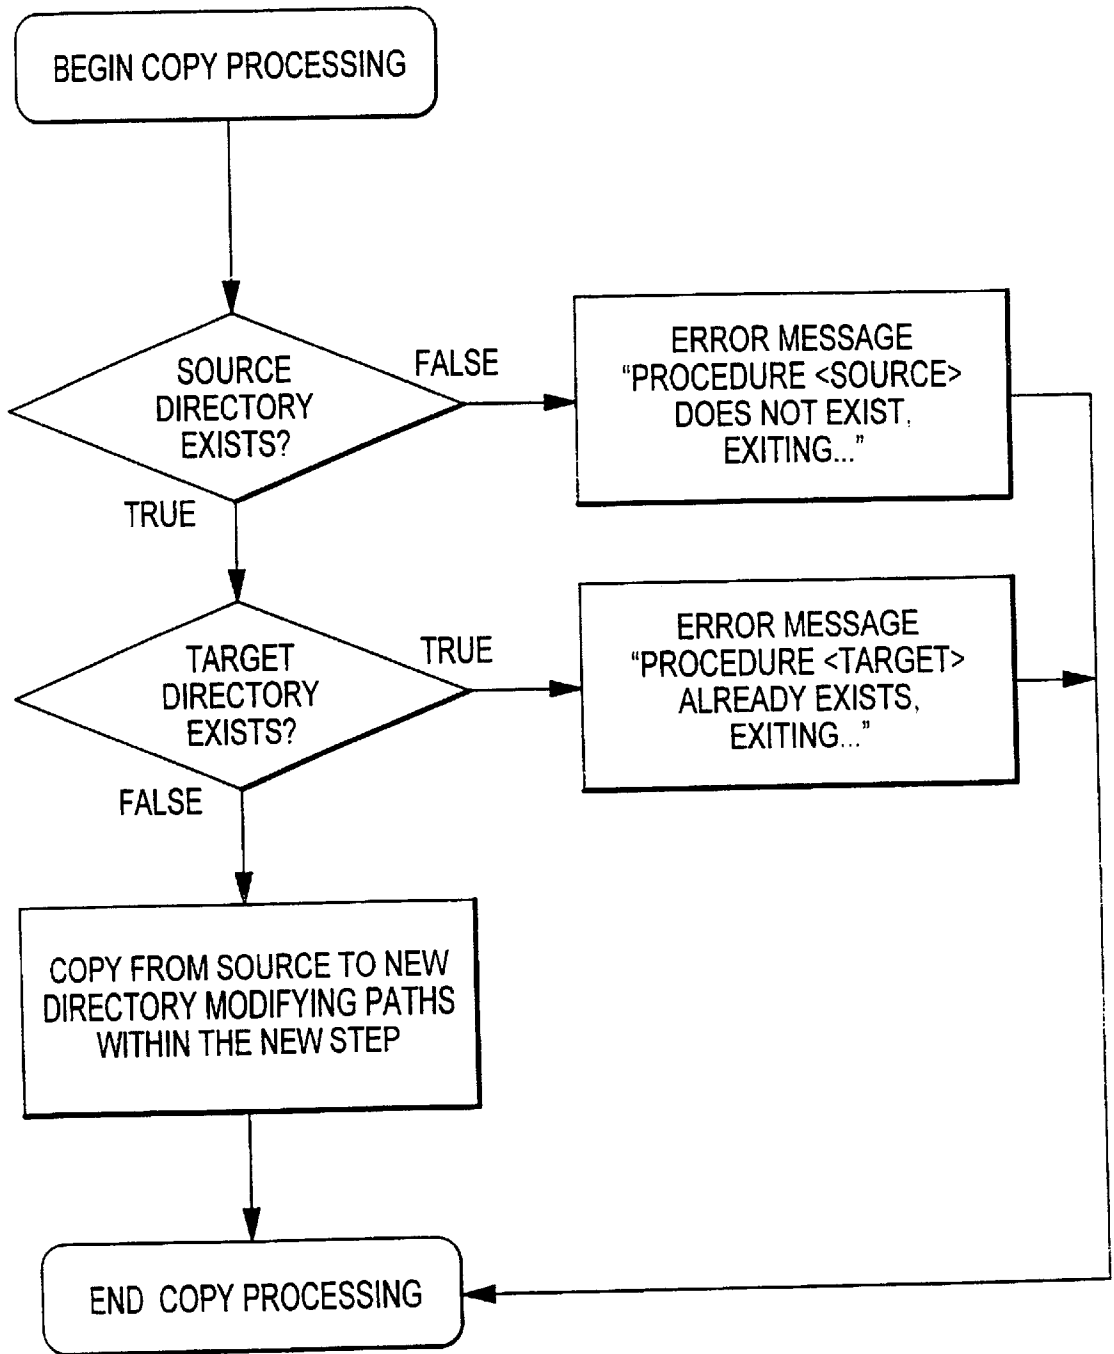 BEGIN COPY PROCESSING
SOURCE
DIRECTORY
EXISTS?
FALSE
ERROR MESSAGE
“PROCEDURE <SOURCE>
DOES NOT EXIST,
EXITING...”
TRUE
TARGET
DIRECTORY
EXISTS?
TRUE
ERROR MESSAGE
“PROCEDURE <TARGET>
ALREADY EXISTS,
EXITING...”
FALSE
COPY FROM SOURCE TO NEW
DIRECTORY MODIFYING PATHS
WITHIN THE NEW STEP
END COPY PROCESSING